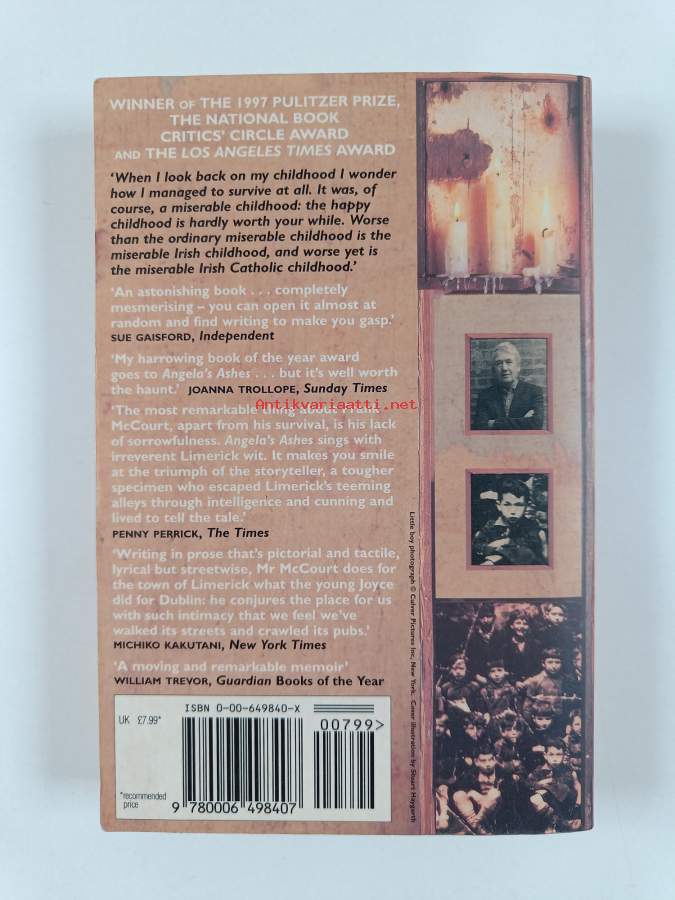 WINNER OF THE 1997 PULITZER PRIZE,
THE NATIONAL BOOK
CRITICS' CIRCLE AWARD
AND THE LOS ANGELES TIMES AWARD
'When I look back on my childhood I wonder
how I managed to survive at all. It was, of
course, a miserable childhood: the happy
childhood is hardly worth your while. Worse
than the ordinary miserable childhood is the
miserable Irish childhood, and worse yet is
the miserable Irish Catholic childhood.'
'An astonishing book . . . completely
mesmerising – you can open it almost at
random and find writing to make you gasp.'
SUE GAISFORD, Independent
'My harrowing book of the year award
goes to Angela's Ashes . . . but it's well worth
the haunt.' JOANNA TROLLOPE, Sunday Times
Antikvariaatti.net
'The most remarkable thing about Frank
McCourt, apart from his survival, is his lack
of sorrowfulness. Angela's Ashes sings with
irreverent Limerick wit. It makes you smile
at the triumph of the storyteller, a tougher
specimen who escaped Limerick's teeming
alleys through intelligence and cunning and
lived to tell the tale.'
PENNY PERRICK, The Times
'Writing in prose that's pictorial and tactile,
lyrical but streetwise, Mr McCourt does for
the town of Limerick what the young Joyce
did for Dublin: he conjures the place for us
with such intimacy that we feel we've
walked its streets and crawled its pubs.'
MICHIKO KAKUTANI, New York Times
'A moving and remarkable memoir'
WILLIAM TREVOR, Guardian Books of the Year
ISBN 0-00-649840-X
UK £7.99*
00799>
*recommended
price
9 780006 498407
Little boy photograph © Culver Pictures Inc, New York. Cover illustration by Stuart Haygarth